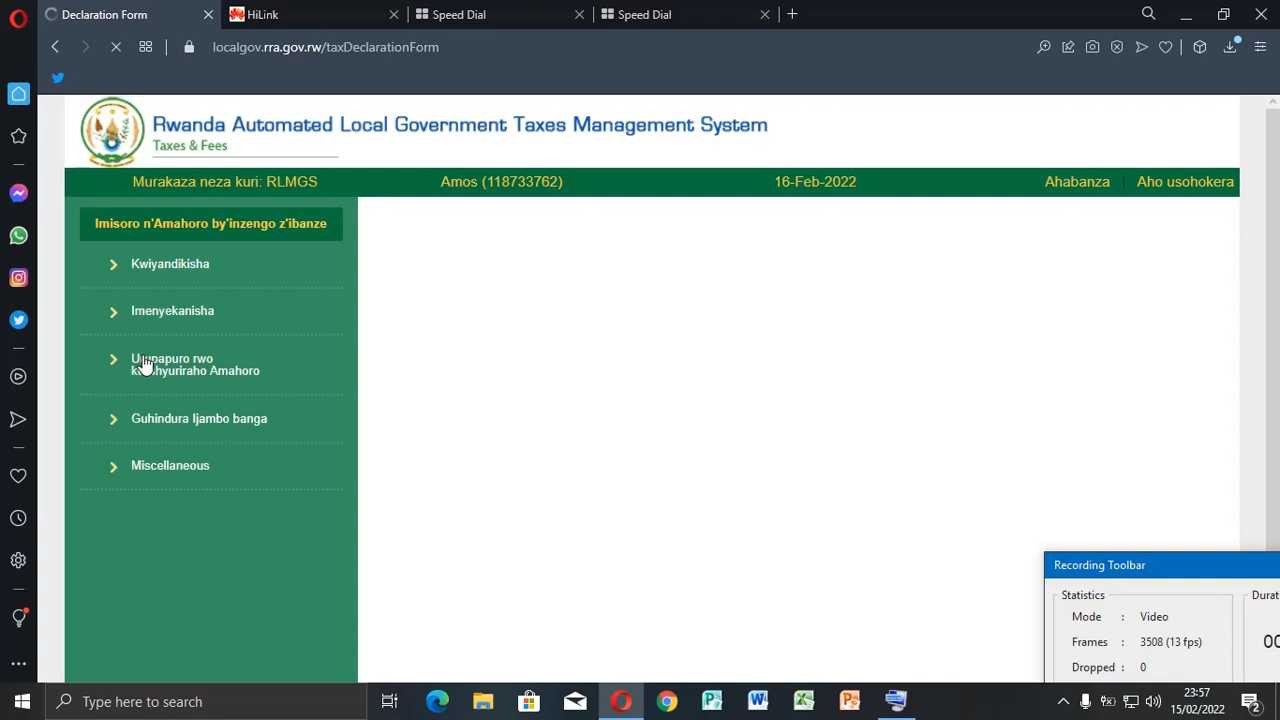 Declaration Form
HiLink
Speed Dial
Speed Dial
localgov.rra.gov.rw/taxDeclarationForm
Rwanda Automated Local Government Taxes Management System
Taxes & Fees
Murakaza neza kuri: RLMGS
Amos (118733762)
16-Feb-2022
Ahabanza
Aho usohokera
Imisoro n'Amahoro by'inzengo z'ibanze
Kwiyandikisha
Imenyekanisha
rwo
Amahoro
Guhindura Ijambo banga
Miscellaneous
Recording Toolbar
Statistics
Mode : Video
Frames : 3508 (13 fps)
Dropped : 0
Type here to search
23:57
15/02/2022
2